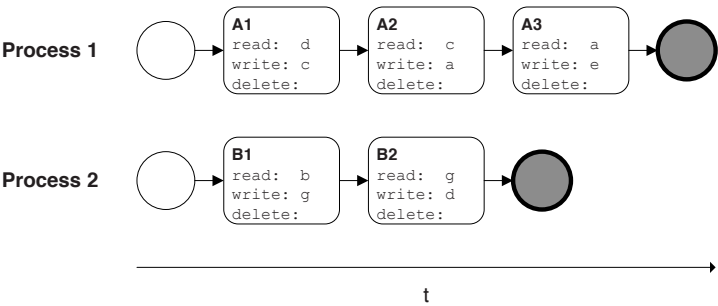 Process 1
A1
read: d
write: c
delete:
A2
read: c
write: a
delete:
A3
read: a
write: e
delete:
Process 2
B1
read: b
write: g
delete:
B2
read: g
write: d
delete:
t